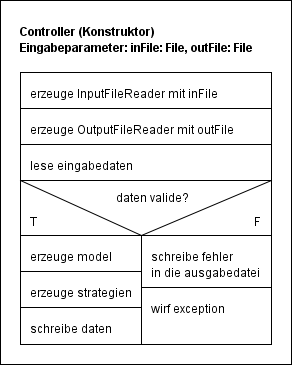 Controller (Konstruktor)
Eingabeparameter: inFile: File, outFile: File
erzeuge InputFileReader mit inFile
erzeuge OutputFileReader mit outFile
lese eingabedaten
daten valide?
T
F
erzeuge model
erzeuge strategien
schreibe daten
schreibe fehler
in die ausgabedatei
wirf exception